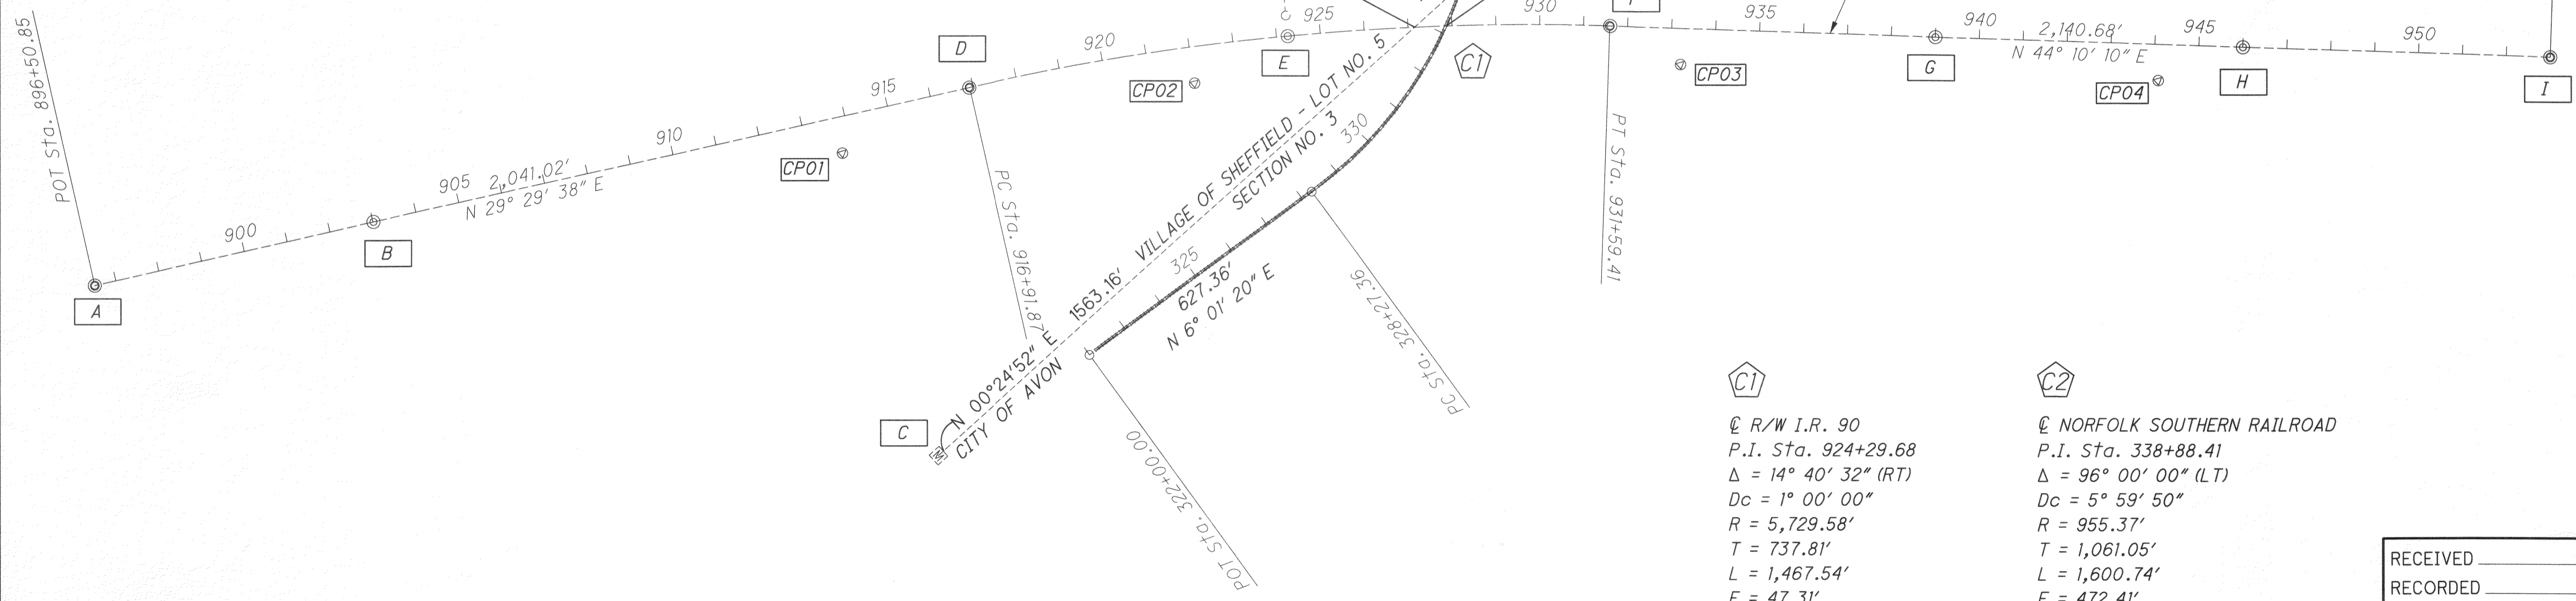 POT Sta. 896+50.85
A
900
B
905
2,041.02'
N 29° 29' 38" E
910
CP01
915
D
PC Sta. 916+91.87
920
CP02
E
925
C1
930
PT Sta. 931+59.41
CP03
935
G
940
2,140.68'
N 44° 10' 10" E
945
CP04
H
950
I
C
N 00°24'52" E 1563.16' VILLAGE OF SHEFFIELD - LOT NO. 5
CITY OF AVON
SECTION NO. 3
325
627.36'
N 6° 01' 20" E
330
POT Sta. 322+00.00
PC Sta. 328+27.36
C1
℄ R/W I.R. 90
P.I. Sta. 924+29.68
Δ = 14° 40' 32" (RT)
Dc = 1° 00' 00"
R = 5,729.58'
T = 737.81'
L = 1,467.54'
E = 47.31'
C2
℄ NORFOLK SOUTHERN RAILROAD
P.I. Sta. 338+88.41
Δ = 96° 00' 00" (LT)
Dc = 5° 59' 50"
R = 955.37'
T = 1,061.05'
L = 1,600.74'
E = 472.41'
RECEIVED
RECORDED